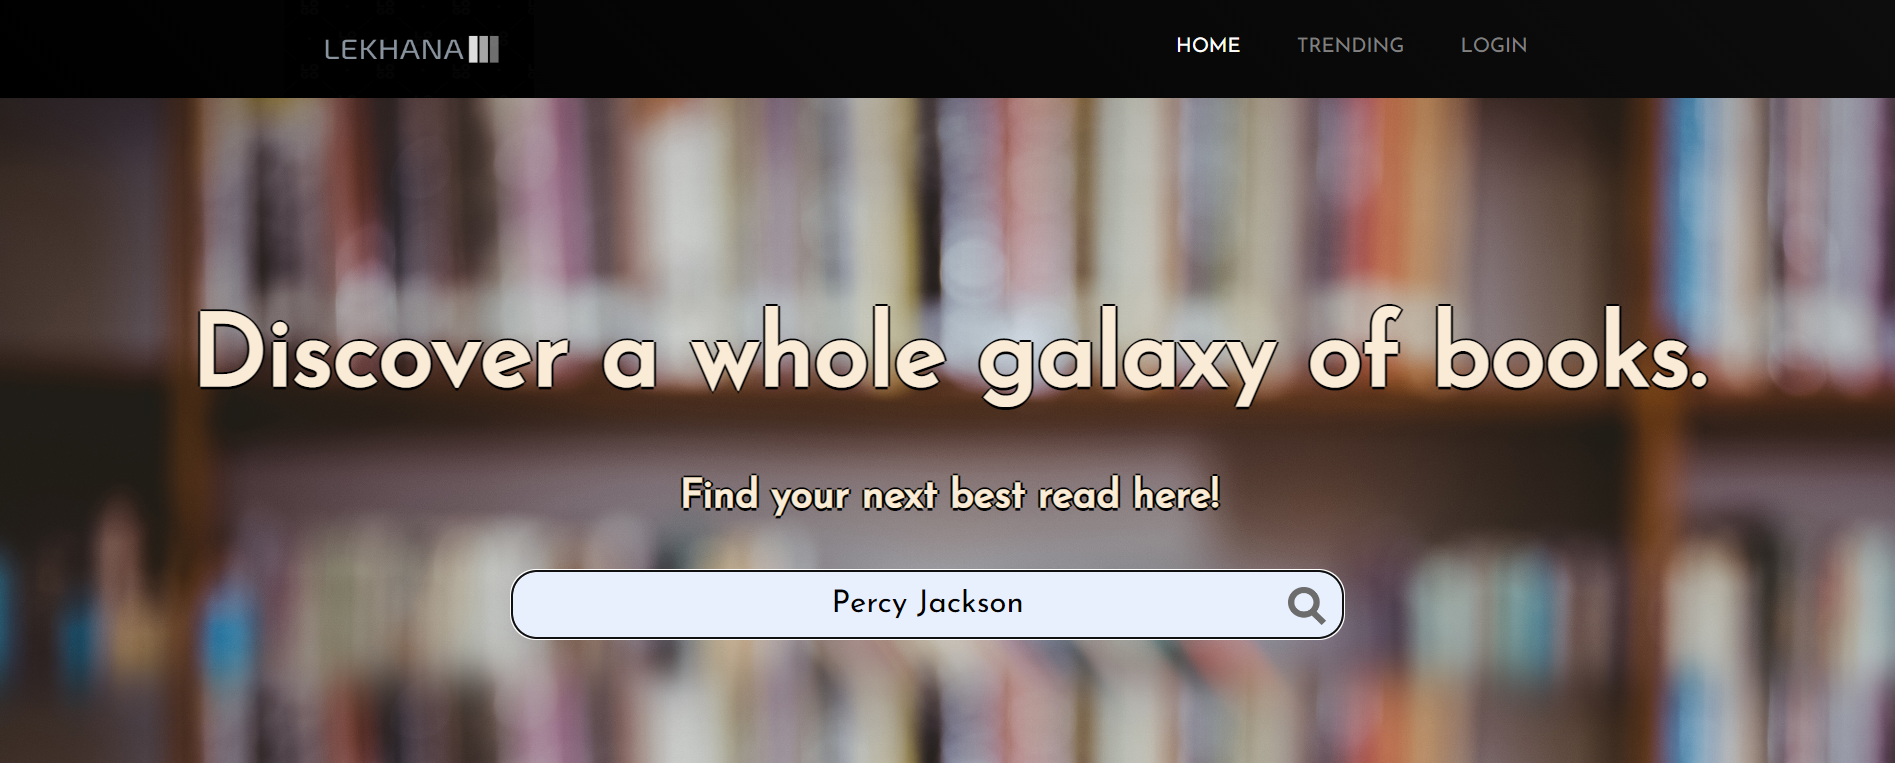 LEKHANA
HOME TRENDING LOGIN
Discover a whole galaxy of books.
Find your next best read here!
Percy Jackson